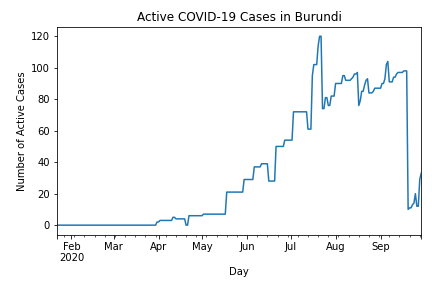 Active COVID-19 Cases in Burundi
Number of Active Cases
120
100
80
60
40
20
0
Feb Mar Apr May Jun Jul Aug Sep
2020
Day